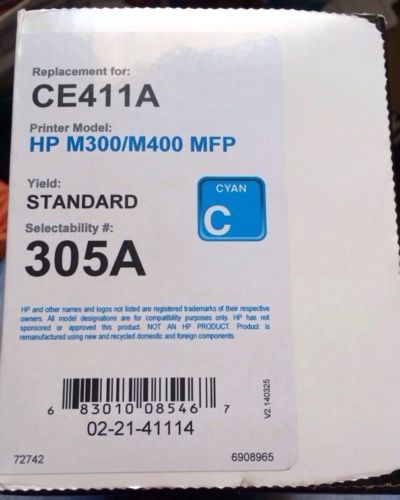 Replacement for:
CE411A
Printer Model:
HP M300/M400 MFP
Yield:
STANDARD
CYAN
C
Selectability #:
305A
HP and other names and logos not listed are registered trademarks of their respective
owners. All model designations are for compatibility purposes only. HP has not
sponsored or approved this product. NOT AN HP PRODUCT. Product is
remanufactured using new and recycled domestic and foreign components.
6 83010 08546 7
02-21-41114
V2.140325
72742
6908965